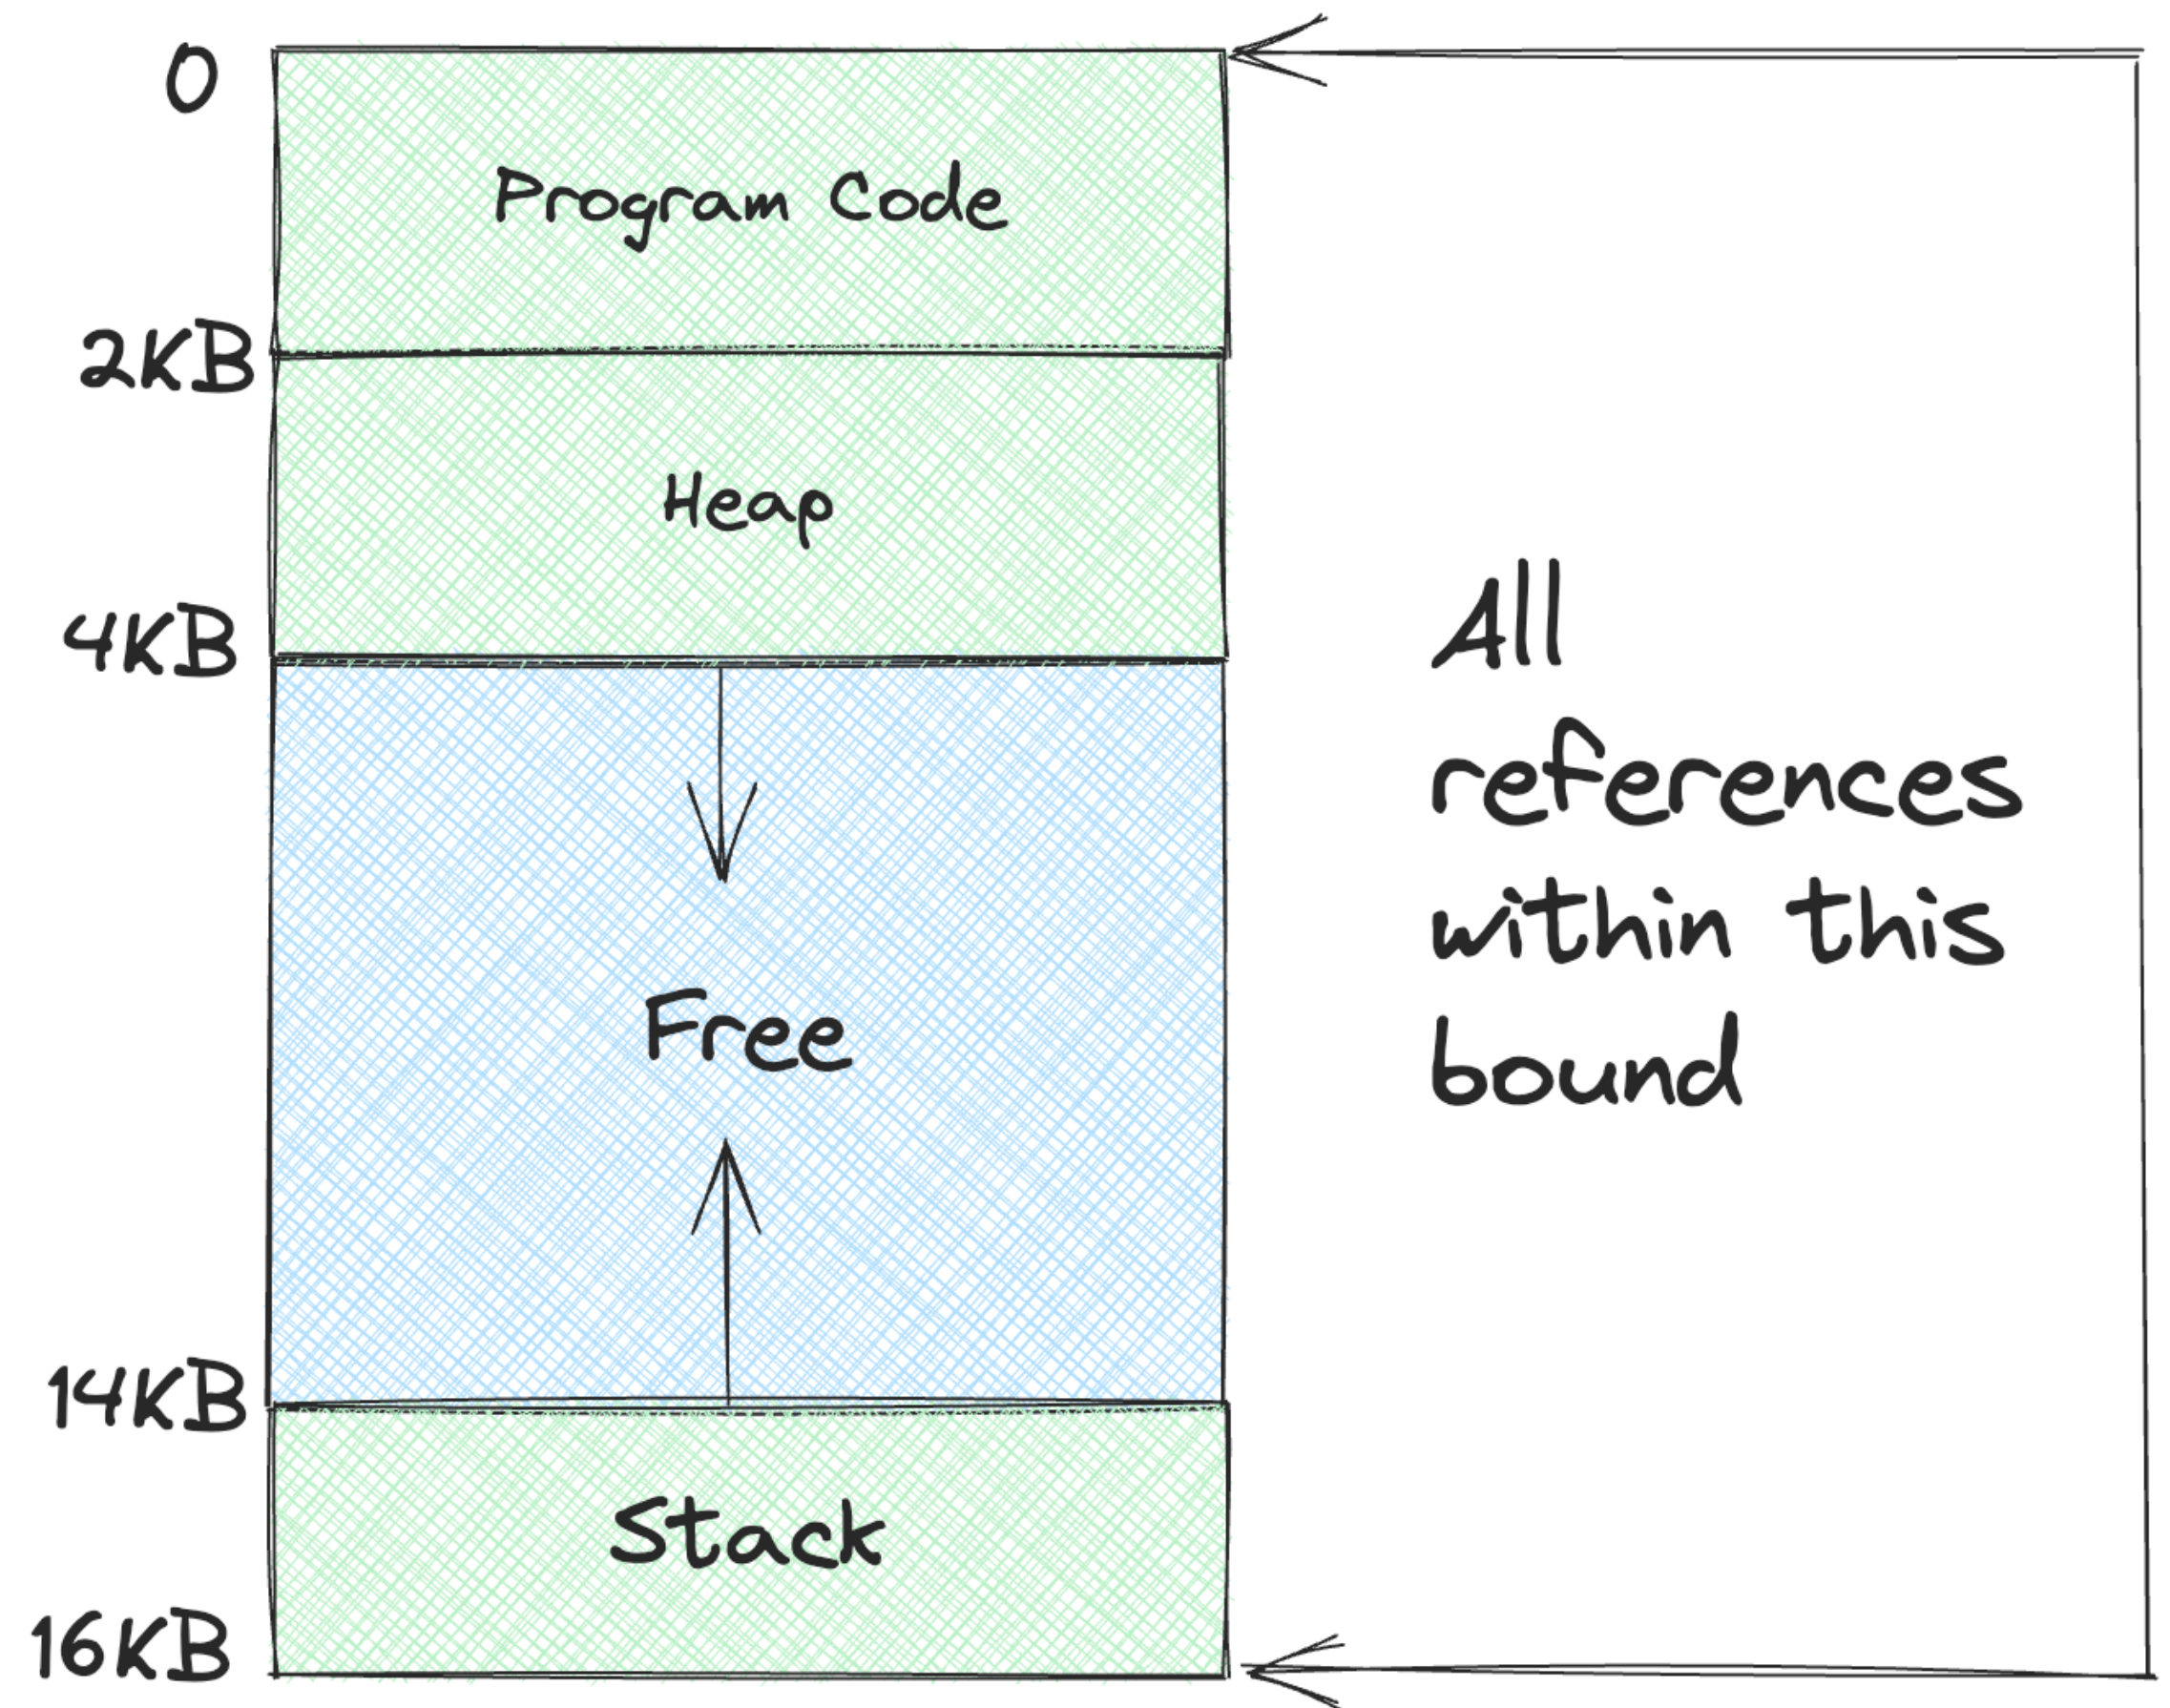 0
Program Code
2KB
Heap
4KB
All
references
within this
bound
Free
14KB
Stack
16KB